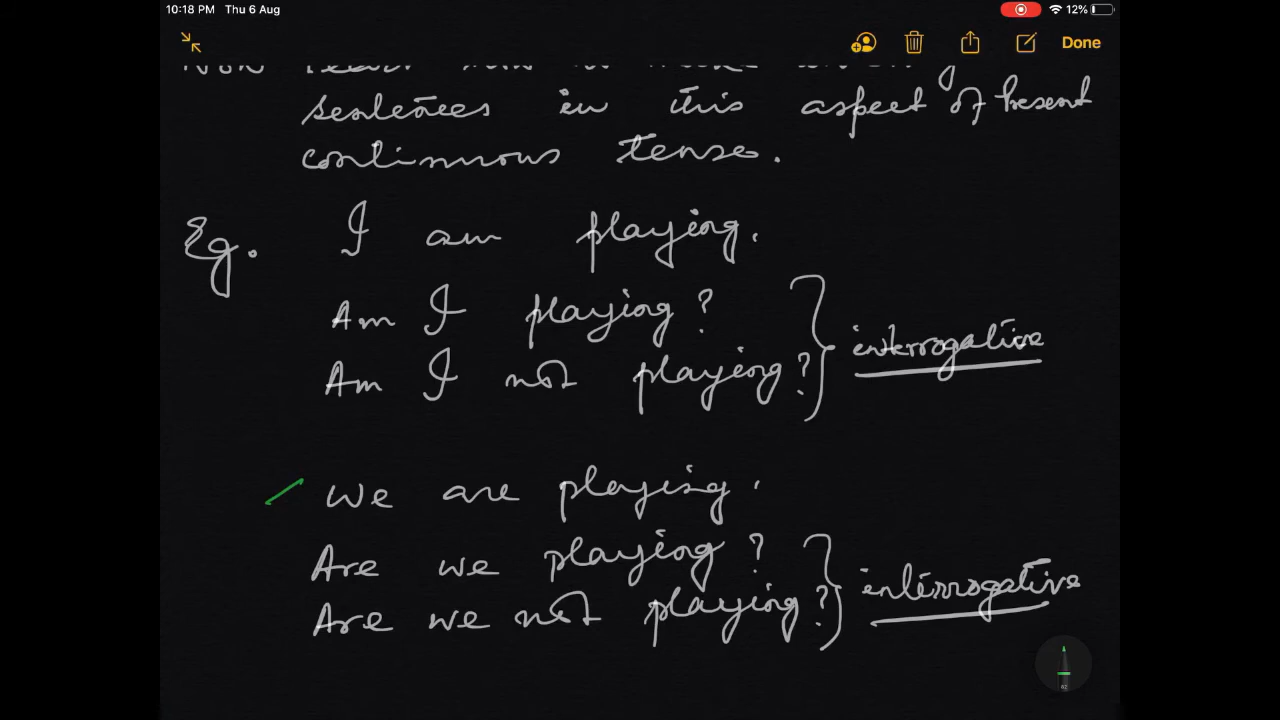 10:18 PM Thu 6 Aug 12%
Done
sentences in this aspect of Present
continuous tense.
Eg. I am playing.
Am I playing?
Am I not playing?
interrogative
We are playing.
Are we playing?
Are we not playing?
interrogative